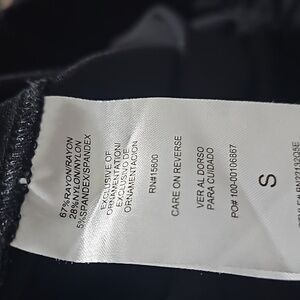 67%RAYON/RAYON
28%NYLON/NYLON
5%SPANDEX/SPANDEX
EXCLUSIVE OF
ORNAMENTATION/
EXCLUSIVO DE
ORNAMENTACION
RN#15600
CARE ON REVERSE
VER AL DORSO
PARA CUIDADO
PO# 100-00106867
S